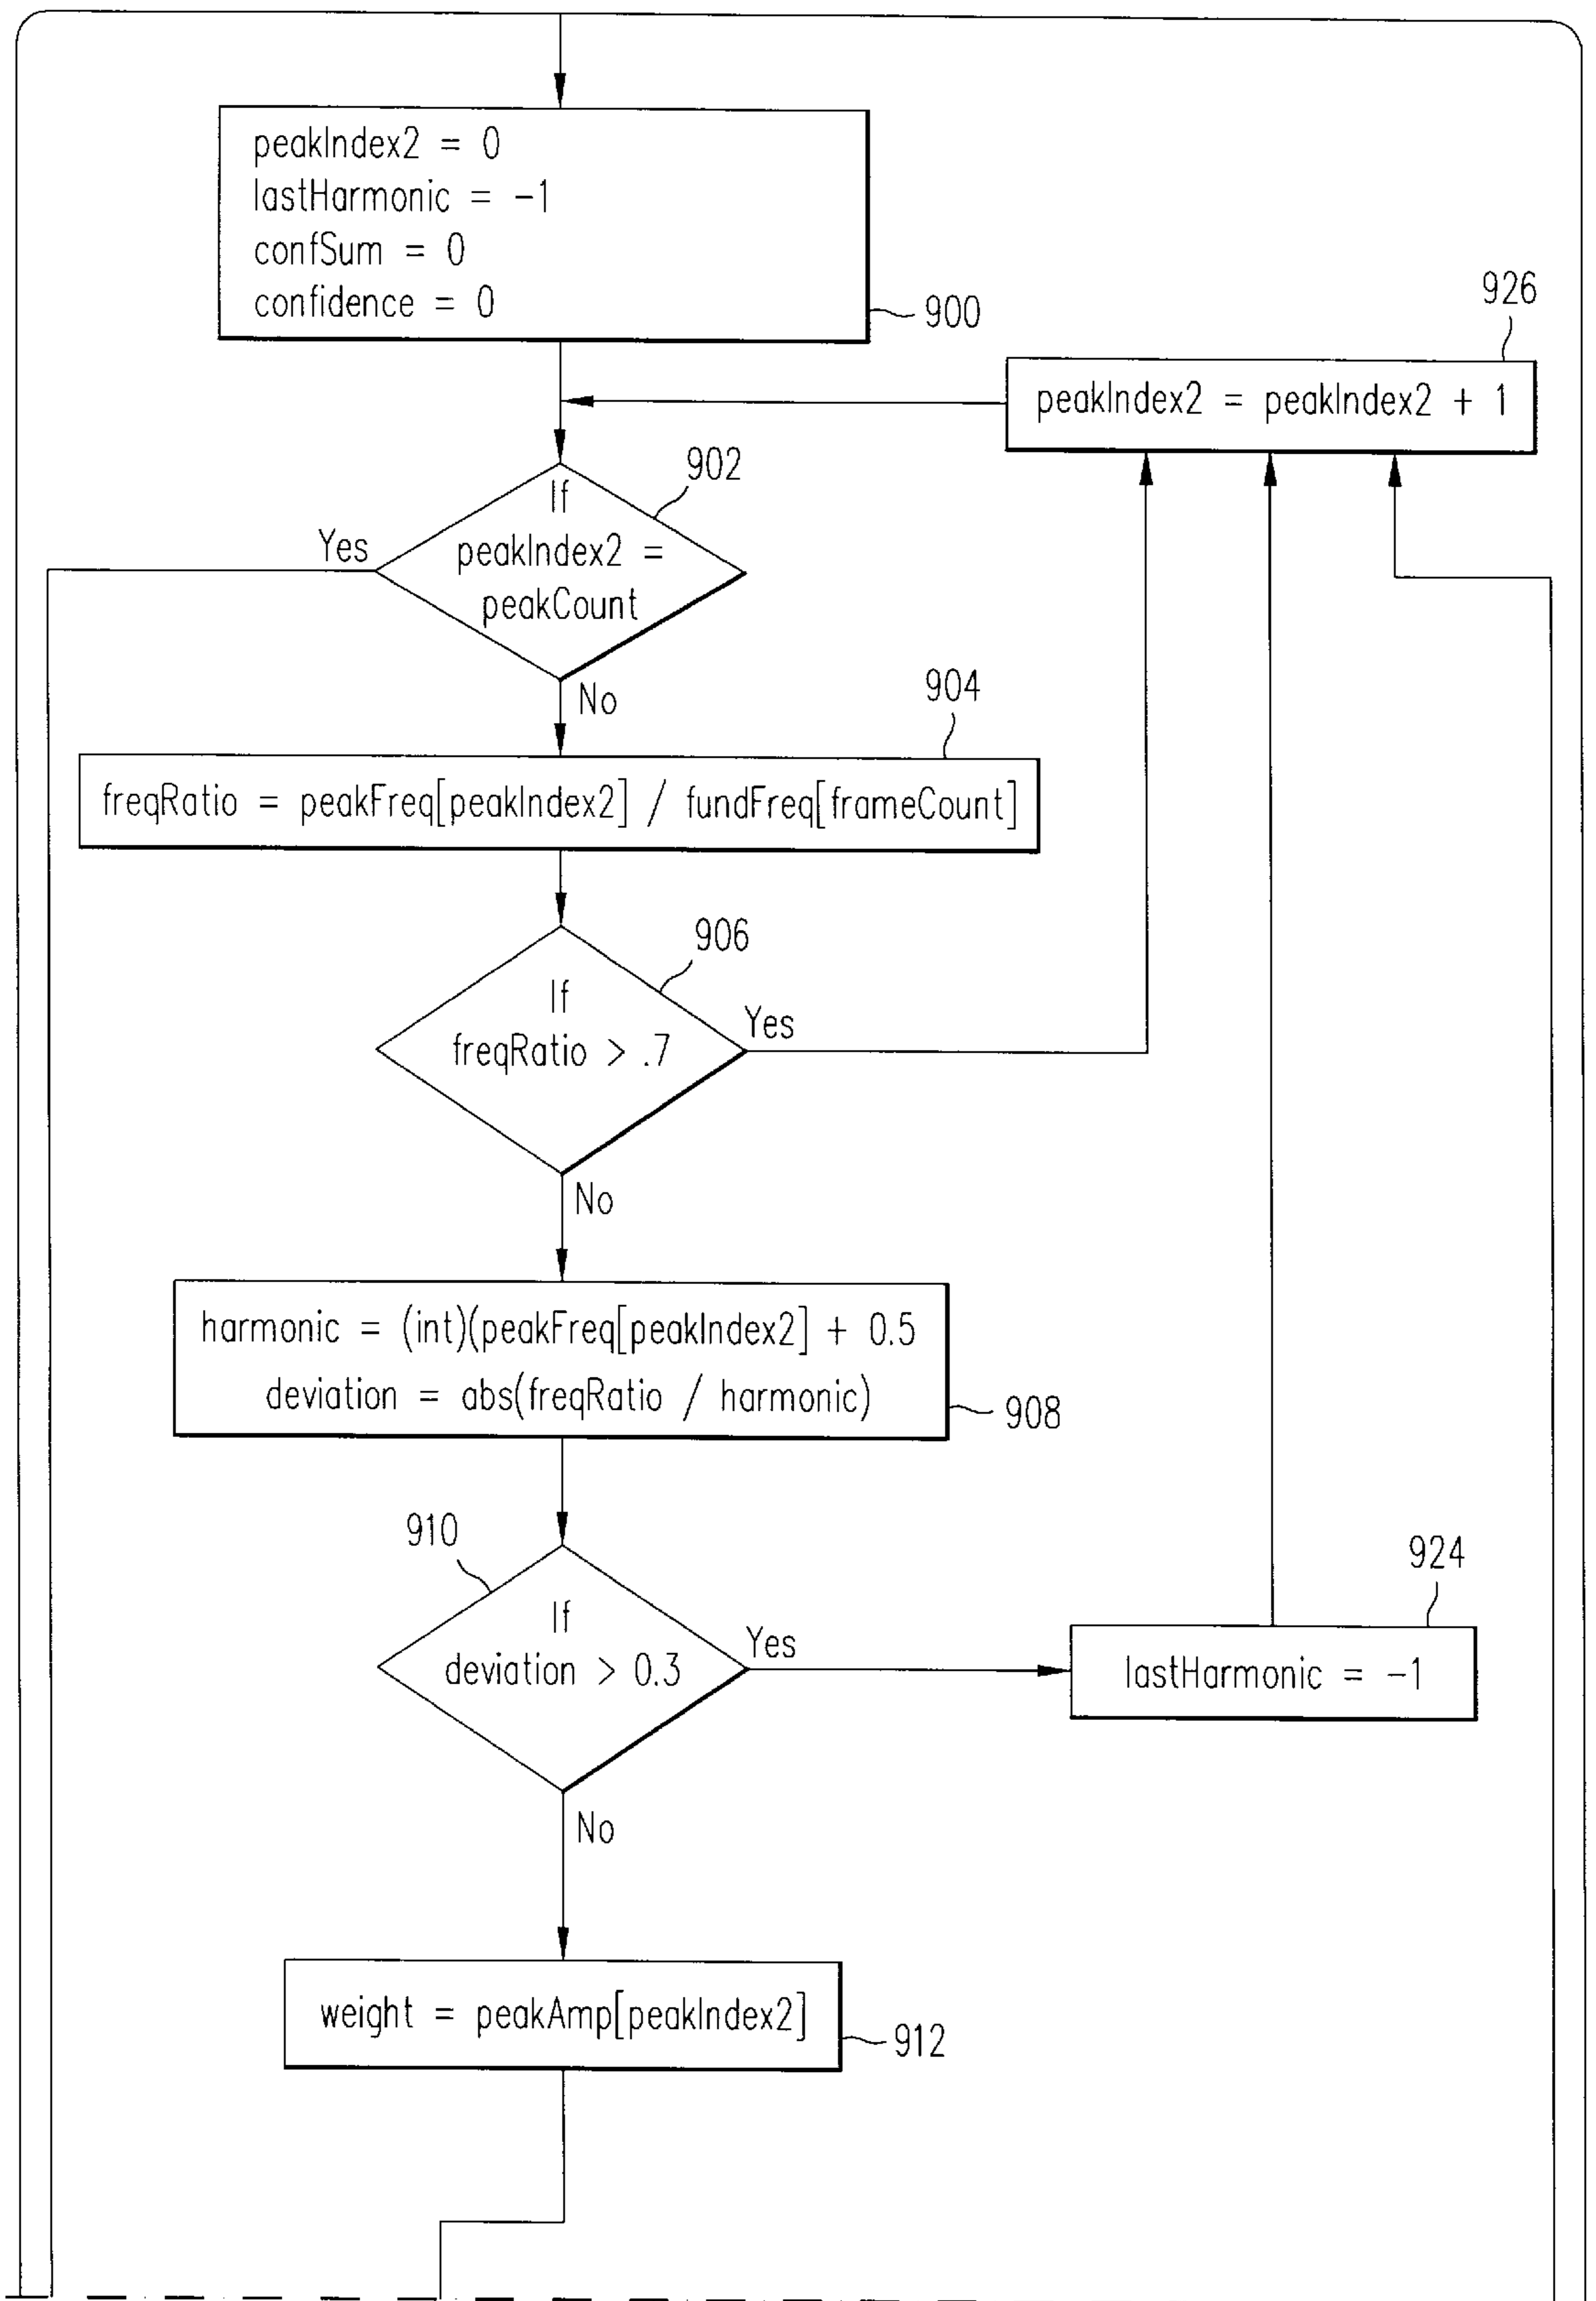 peakIndex2 = 0
lastHarmonic = -1
confSum = 0
confidence = 0
900
926
peakIndex2 = peakIndex2 + 1
902
If
peakIndex2 =
peakCount
Yes
No
904
freqRatio = peakFreq[peakIndex2] / fundFreq[frameCount]
906
If
freqRatio > .7
Yes
No
harmonic = (int)(peakFreq[peakIndex2] + 0.5
deviation = abs(freqRatio / harmonic)
908
910
If
deviation > 0.3
Yes
No
924
lastHarmonic = -1
weight = peakAmp[peakIndex2]
912